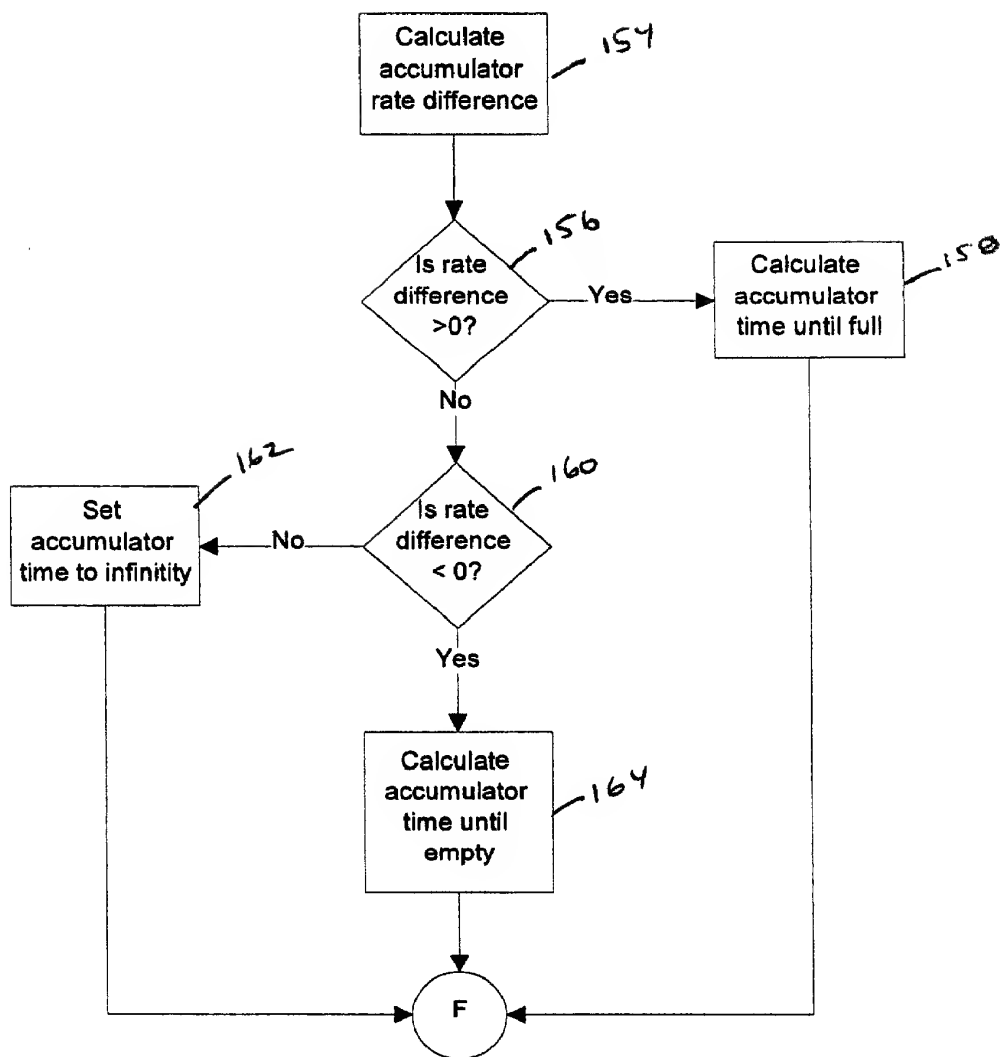 Calculate
accumulator
rate difference
154
Is rate
difference
>0?
156
Yes
Calculate
accumulator
time until full
158
No
Is rate
difference
< 0?
160
No
Set
accumulator
time to infinitity
162
Yes
Calculate
accumulator
time until
empty
164
F